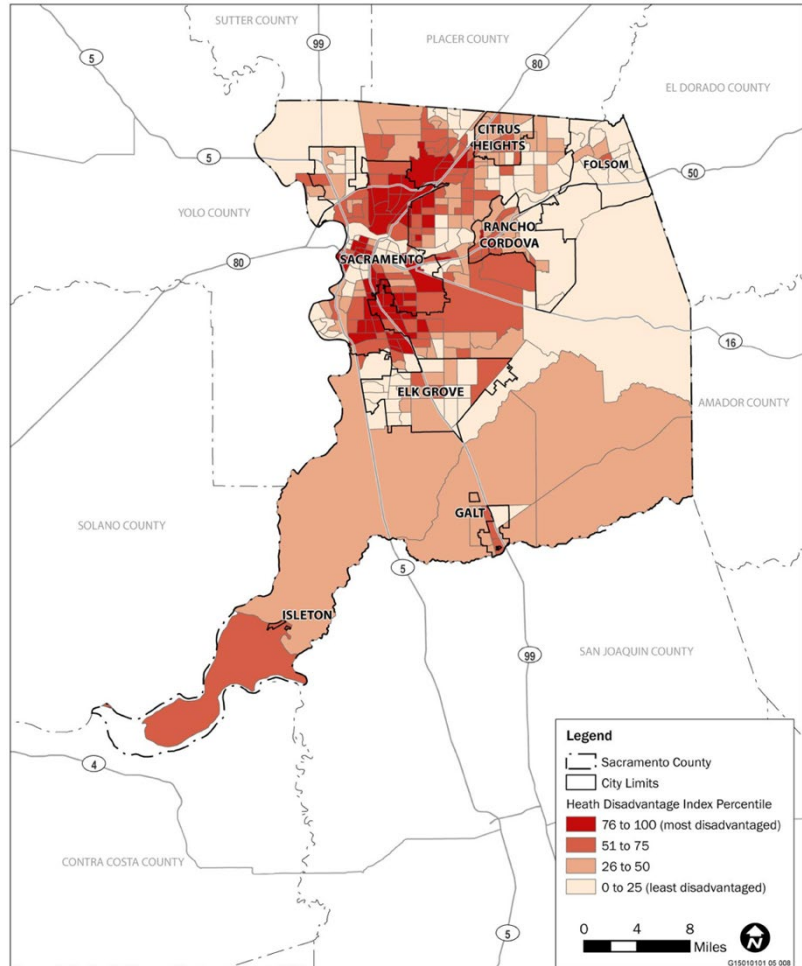 SUTTER COUNTY
99
PLACER COUNTY
5
80
EL DORADO COUNTY
CITRUS
HEIGHTS
5
FOLSOM
50
YOLO COUNTY
RANCHO
CORDOVA
80
SACRAMENTO
16
ELK GROVE
AMADOR COUNTY
GALT
SOLANO COUNTY
5
ISLETON
SAN JOAQUIN COUNTY
99
4
CONTRA COSTA COUNTY
5
Legend
Sacramento County
City Limits
Heath Disadvantage Index Percentile
76 to 100 (most disadvantaged)
51 to 75
26 to 50
0 to 25 (least disadvantaged)
0 4 8
Miles
N
G15010101 05 008